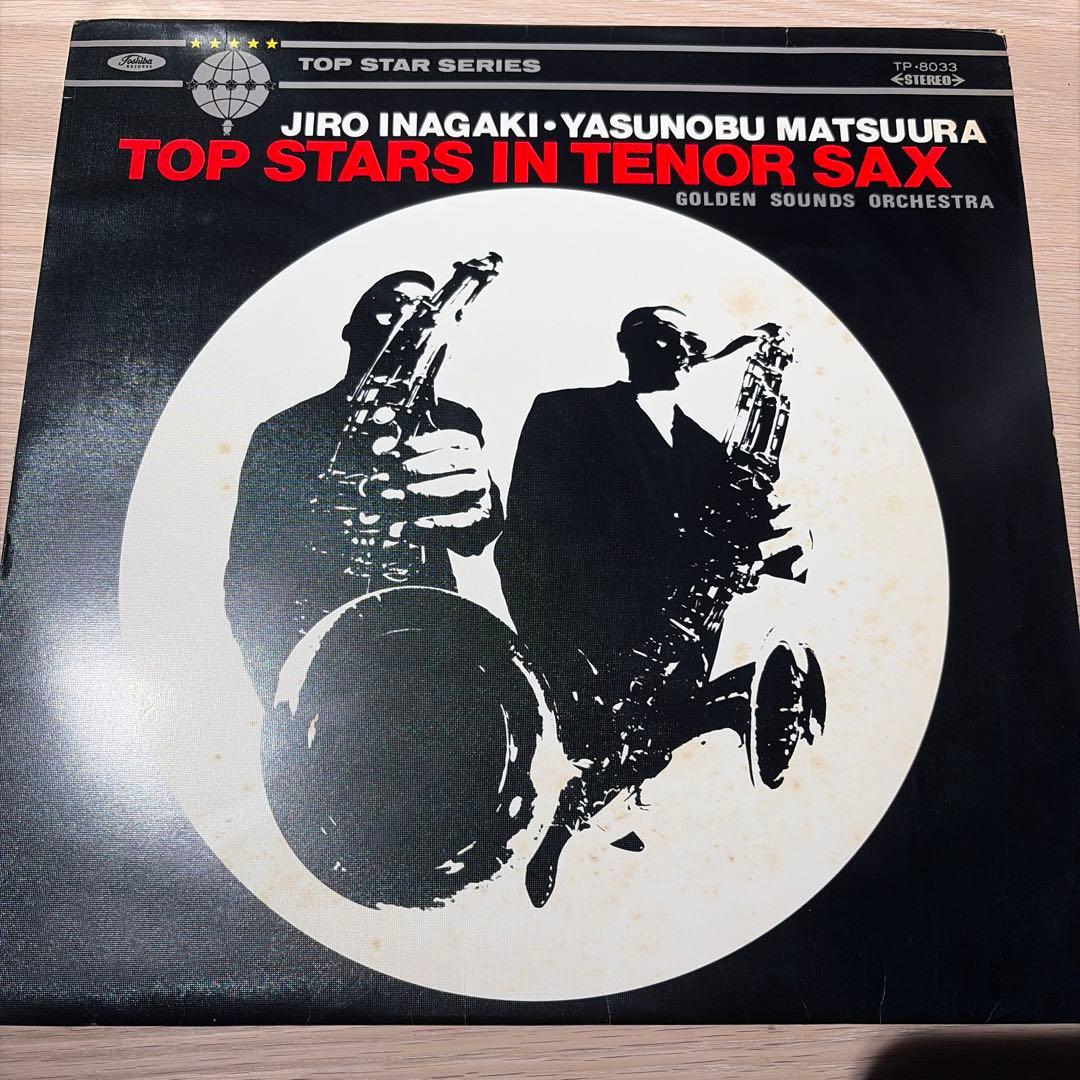 Toshiba
RECORDS
TOP STAR SERIES
TP•8033
STEREO
JIRO INAGAKI•YASUNOBU MATSUURA
TOP STARS IN TENOR SAX
GOLDEN SOUNDS ORCHESTRA